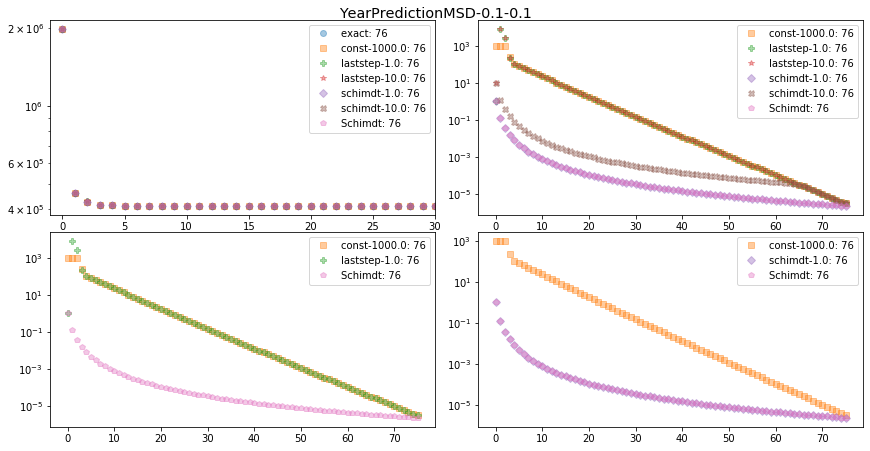 YearPredictionMSD-0.1-0.1
2 × 10⁶
10⁶
6 × 10⁵
4 × 10⁵
0 5 10 15 20 25 30
exact: 76
const-1000.0: 76
laststep-1.0: 76
laststep-10.0: 76
schimdt-1.0: 76
schimdt-10.0: 76
Schimdt: 76
10³
10¹
10⁻¹
10⁻³
10⁻⁵
0 10 20 30 40 50 60 70
const-1000.0: 76
laststep-1.0: 76
laststep-10.0: 76
schimdt-1.0: 76
schimdt-10.0: 76
Schimdt: 76
10³
10¹
10⁻¹
10⁻³
10⁻⁵
0 10 20 30 40 50 60 70
const-1000.0: 76
laststep-1.0: 76
Schimdt: 76
10³
10¹
10⁻¹
10⁻³
10⁻⁵
0 10 20 30 40 50 60 70
const-1000.0: 76
schimdt-1.0: 76
Schimdt: 76